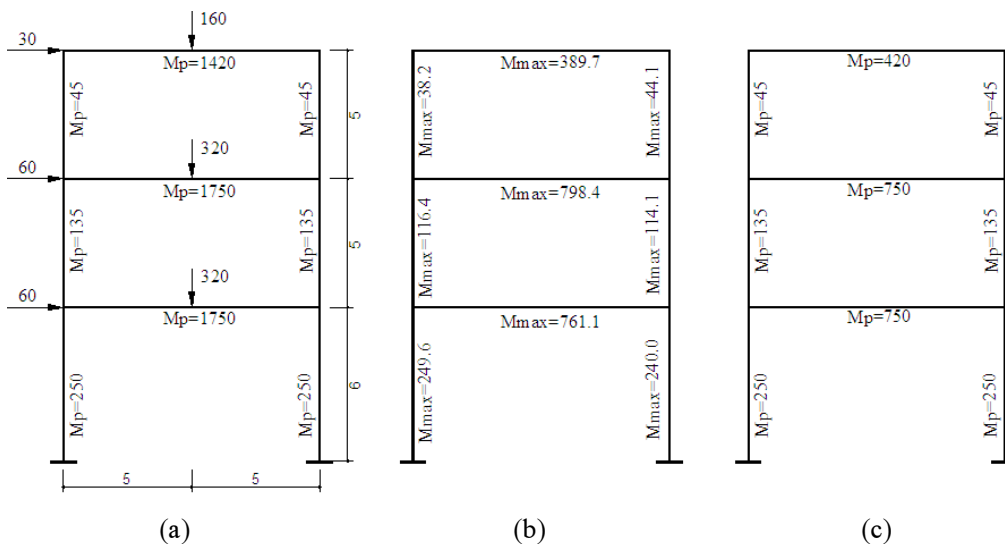 160
30
Mp=1420
Mp=45
Mp=45
5
320
60
Mp=1750
Mp=135
Mp=135
5
320
60
Mp=1750
Mp=250
Mp=250
6
5
5
(a)
Mmax=389.7
Mmax=38.2
Mmax=44.1
Mmax=798.4
Mmax=116.4
Mmax=114.1
Mmax=761.1
Mmax=249.6
Mmax=240.0
(b)
Mp=420
Mp=45
Mp=45
Mp=750
Mp=135
Mp=135
Mp=750
Mp=250
Mp=250
(c)